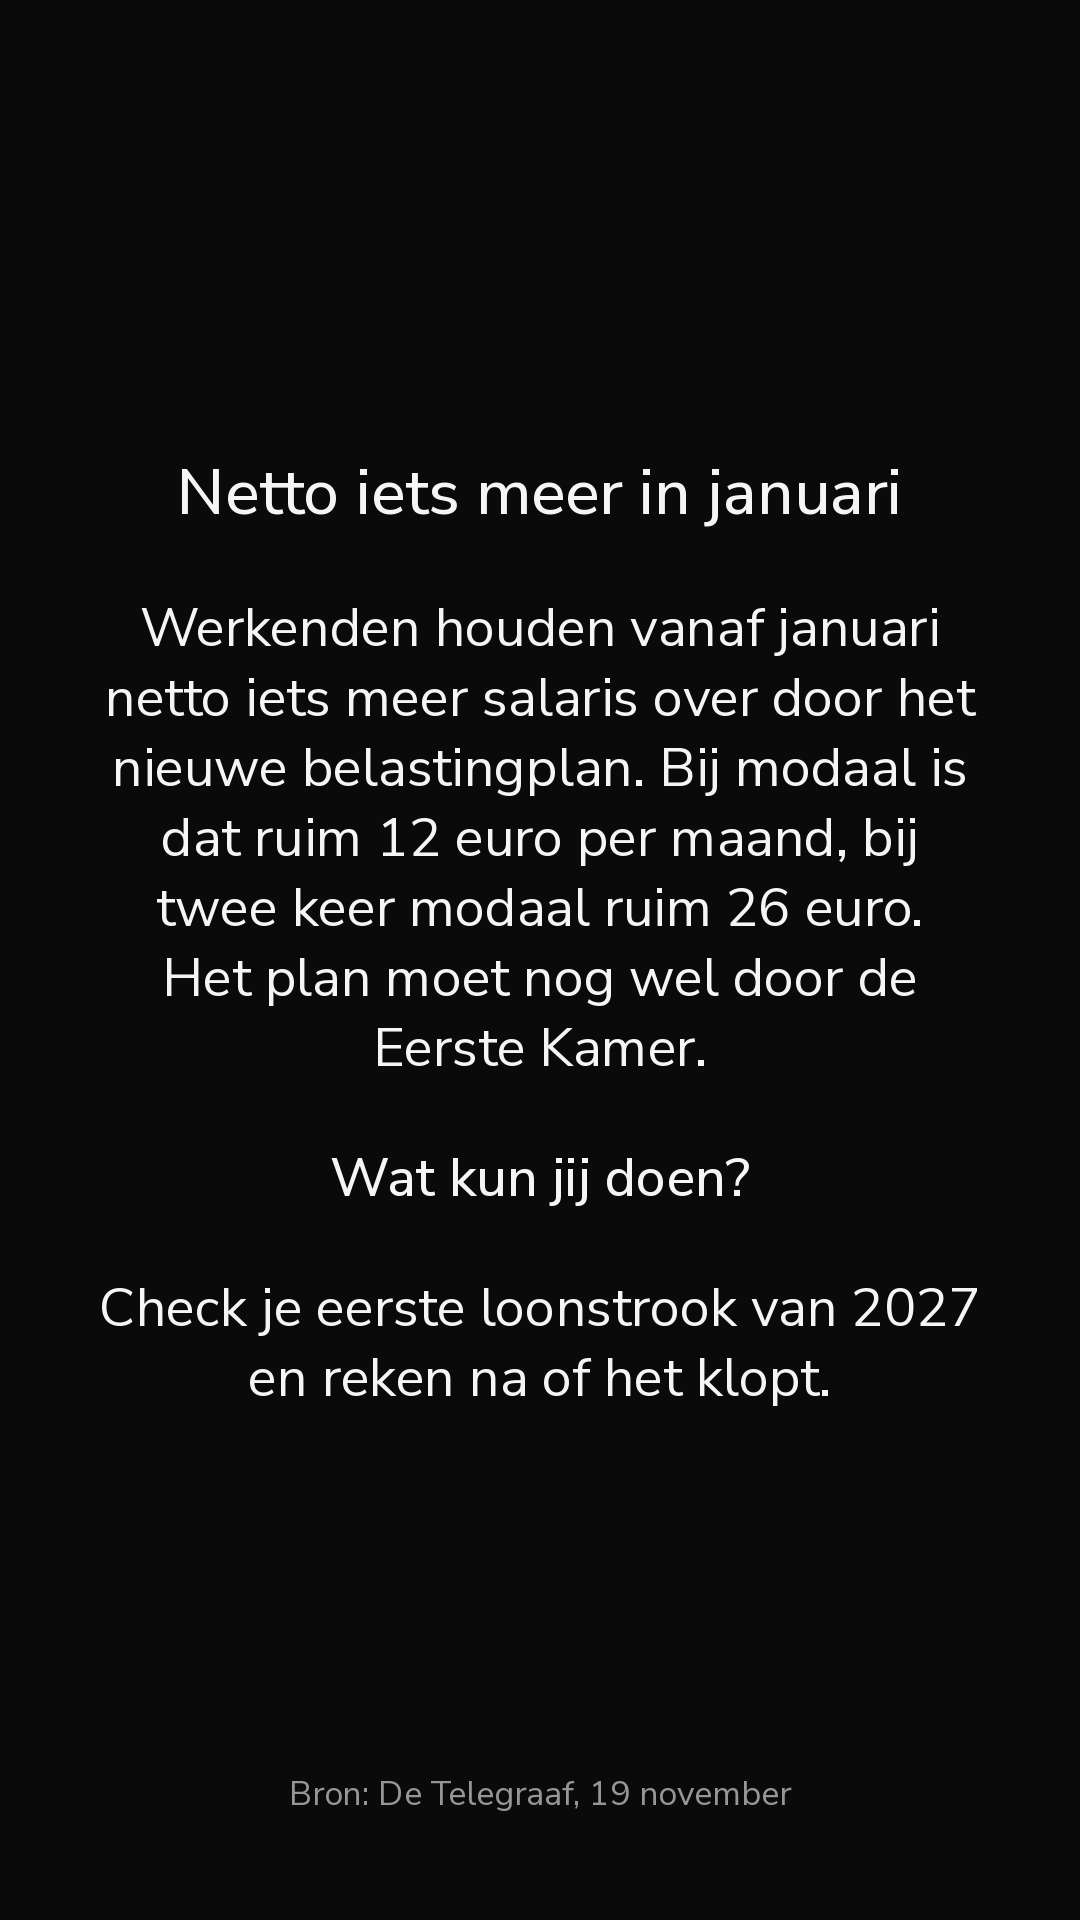 Netto iets meer in januari
Werkenden houden vanaf januari
netto iets meer salaris over door het
nieuwe belastingplan. Bij modaal is
dat ruim 12 euro per maand, bij
twee keer modaal ruim 26 euro.
Het plan moet nog wel door de
Eerste Kamer.
Wat kun jij doen?
Check je eerste loonstrook van 2027
en reken na of het klopt.
Bron: De Telegraaf, 19 november